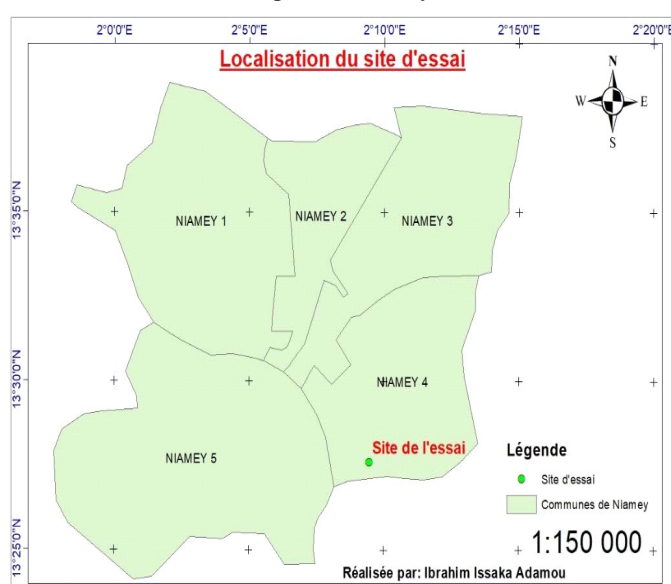 2°0'0"E 2°5'0"E 2°10'0"E 2°15'0"E 2°20'0"E
Localisation du site d'essai
N
W E
S
13°35'0"N
NIAMEY 1
NIAMEY 2
NIAMEY 3
13°30'0"N
NIAMEY 4
NIAMEY 5
Site de l'essai
Légende
Site d'essai
Communes de Niamey
13°25'0"N
1:150 000
Réalisée par: Ibrahim Issaka Adamou